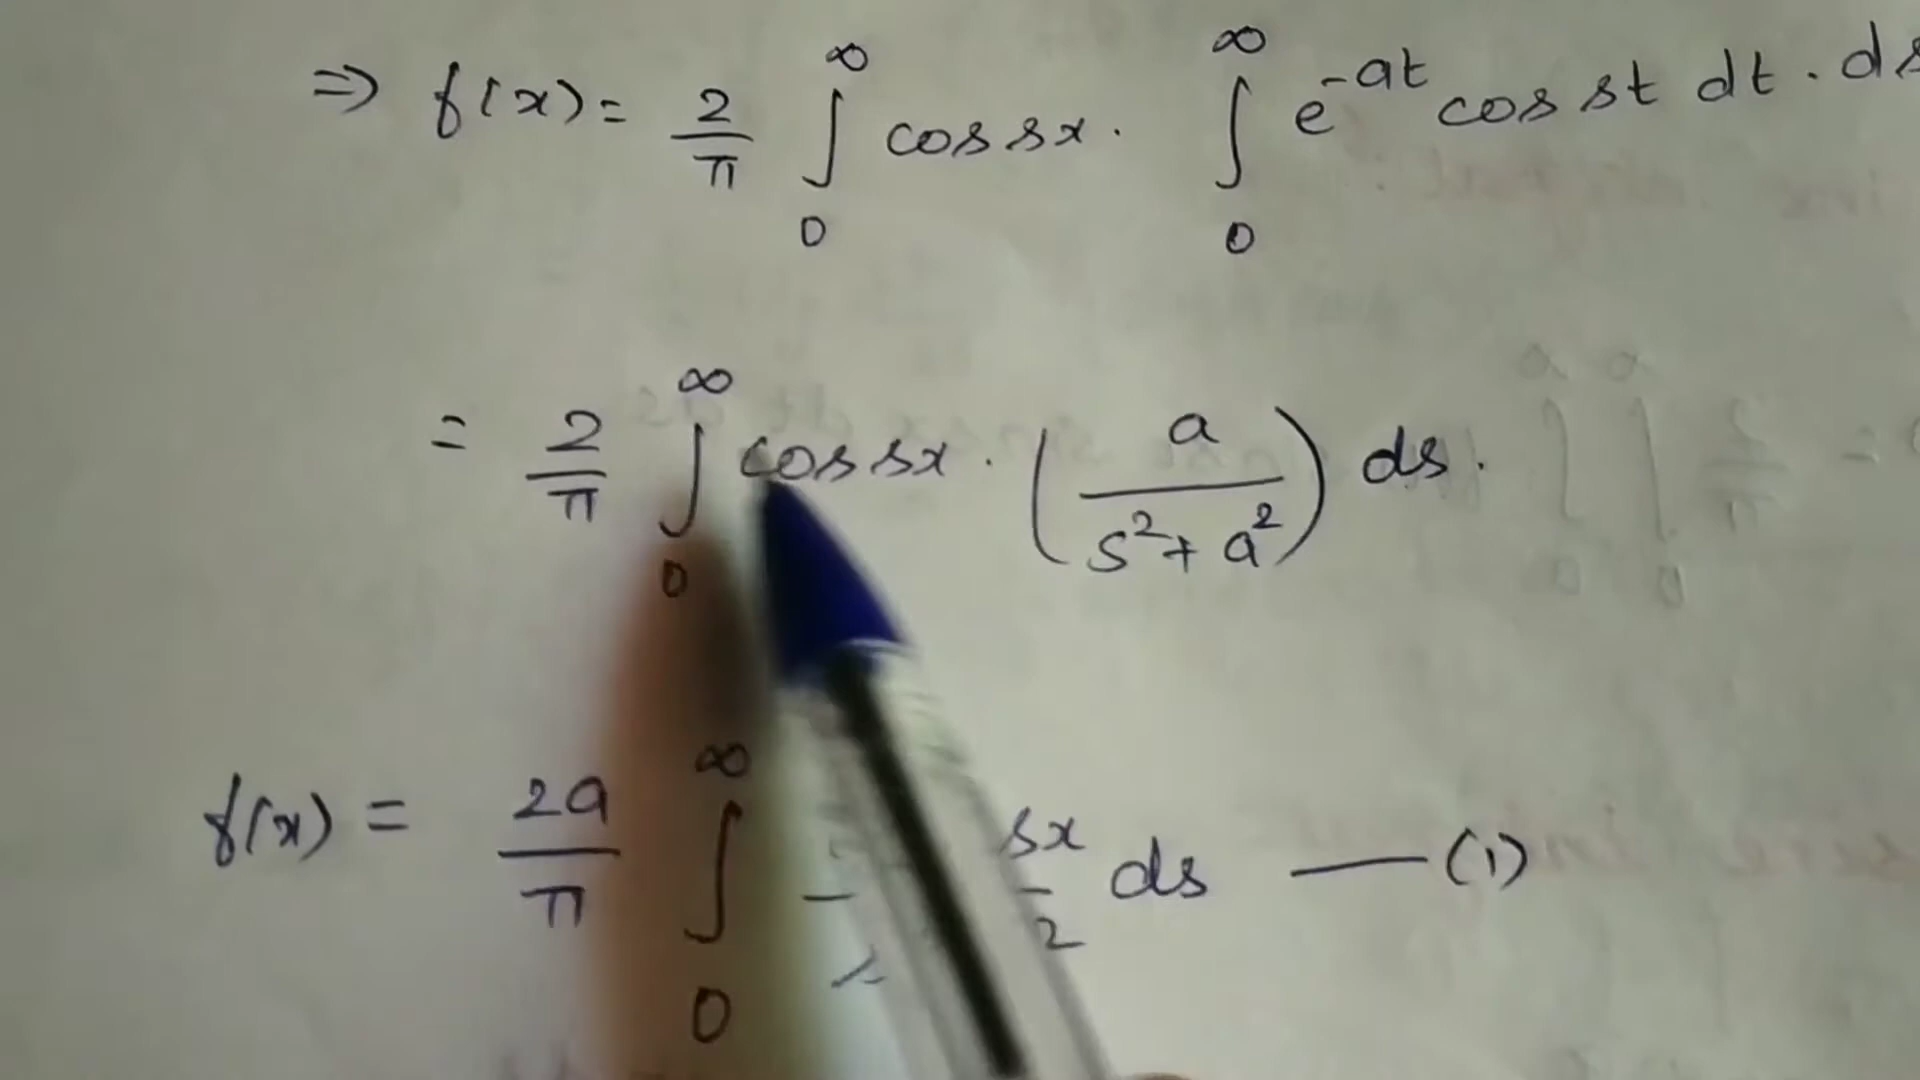 ⇒ f(x) = 2/π ∫₀^∞ cos sx . ∫₀^∞ e^{-at} cos st dt . ds
= 2/π ∫₀^∞ cos sx . (a/(s²+a²)) ds .
f(x) = 2a/π ∫₀^∞ sx 2 ds — (1)